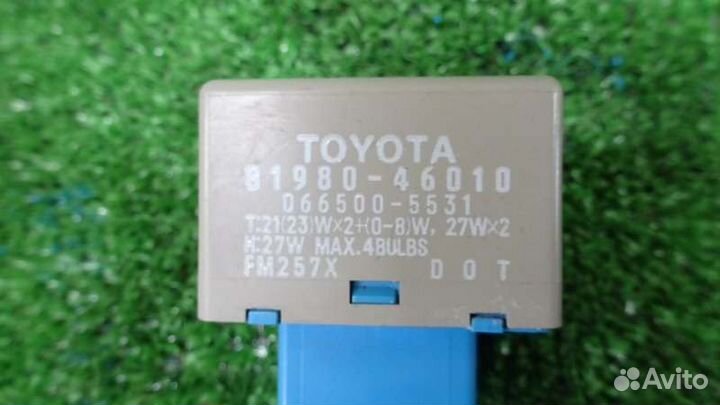 TOYOTA
81980-46010
066500-5531
T:21(23)W×2+(0-8)W, 27W×2
K:27W MAX.4BULBS
FM257X DOT
Avito